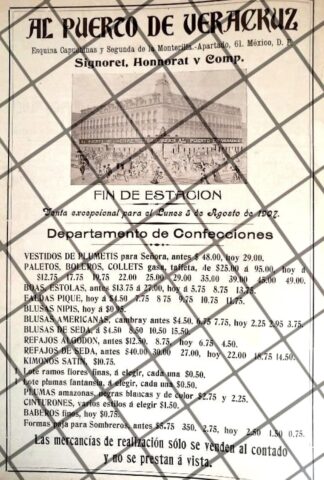 AL PUERTO DE VERACRUZ
Esquina Capuchinas y Segunda de la Monterilla.-Apartado, 61. México, D. F.
Signoret, Honnorat y Comp.
AL PUERTO DE VERACRUZ
FIN DE ESTACION
Venta excepcional para el Lunes 5 de Agosto de 1907.
Departamento de Confecciones
VESTIDOS DE PLUMETIS para Señora, antes $ 48.00, hoy 29.00.
PALETOS, BOLEROS, COLLETS gasa, tafeta, de $25.00 á 95.00, hoy á
$12.75 17.75 19.75 22.00 25.00 29.00 35.00 39.00 45.00 49.00.
BOAS, ESTOLAS, antes $13.75 á 27.00, hoy á 5.75 8.75 13.75.
FALDAS PIQUE, hoy á $4.50 7.75 8.75 9.75 10.75 11.75.
BLUSAS NIPIS, hoy á $0.95.
BLUSAS AMERICANAS, cambray antes $4.50, 6.75 7.75, hoy 2.25 2.95 3.75.
BLUSAS DE SEDA á $4.50 8.50 10.50 15.50.
REFAJOS ALGODON, antes $12.50, hoy 8.75 6.75 4.50.
REFAJOS DE SEDA, antes $40.00 30.00 27.00, hoy 22.00 18.75 14.50.
KIMONOS SATIN, $10.75.
1 Lote ramos flores finas, á elegir, cada una $0.50.
1 Lote plumas fantasía, á elegir, cada una $0.50.
PLUMAS amazonas, negras blancas y de color $2.75 y 2.25.
CINTURONES, varios estilos á elegir $1.50.
BABEROS finos, hoy $0.75.
Formas paja para Sombreros, antes $5.75 3.50 2.75, hoy 2.50 1.50 0.75.
Las mercancías de realización sólo se venden al contado
y no se prestan á vista.